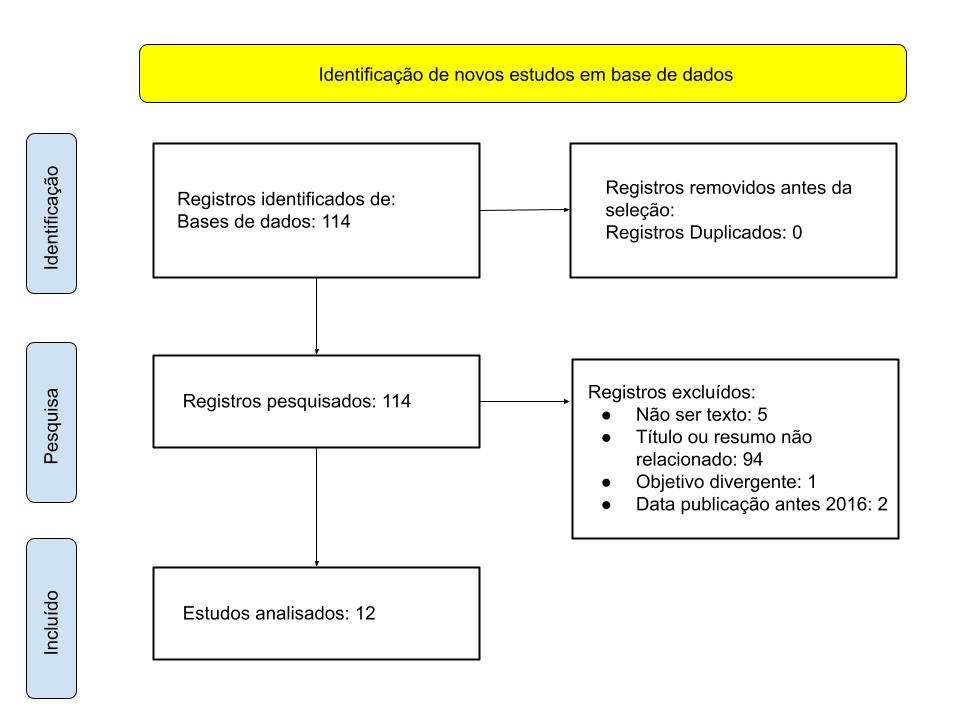 Identificação de novos estudos em base de dados
Identificação
Registros identificados de:
Bases de dados: 114
Registros removidos antes da
seleção:
Registros Duplicados: 0
Pesquisa
Registros pesquisados: 114
Registros excluídos:
● Não ser texto: 5
● Título ou resumo não
relacionado: 94
● Objetivo divergente: 1
● Data publicação antes 2016: 2
Incluído
Estudos analisados: 12